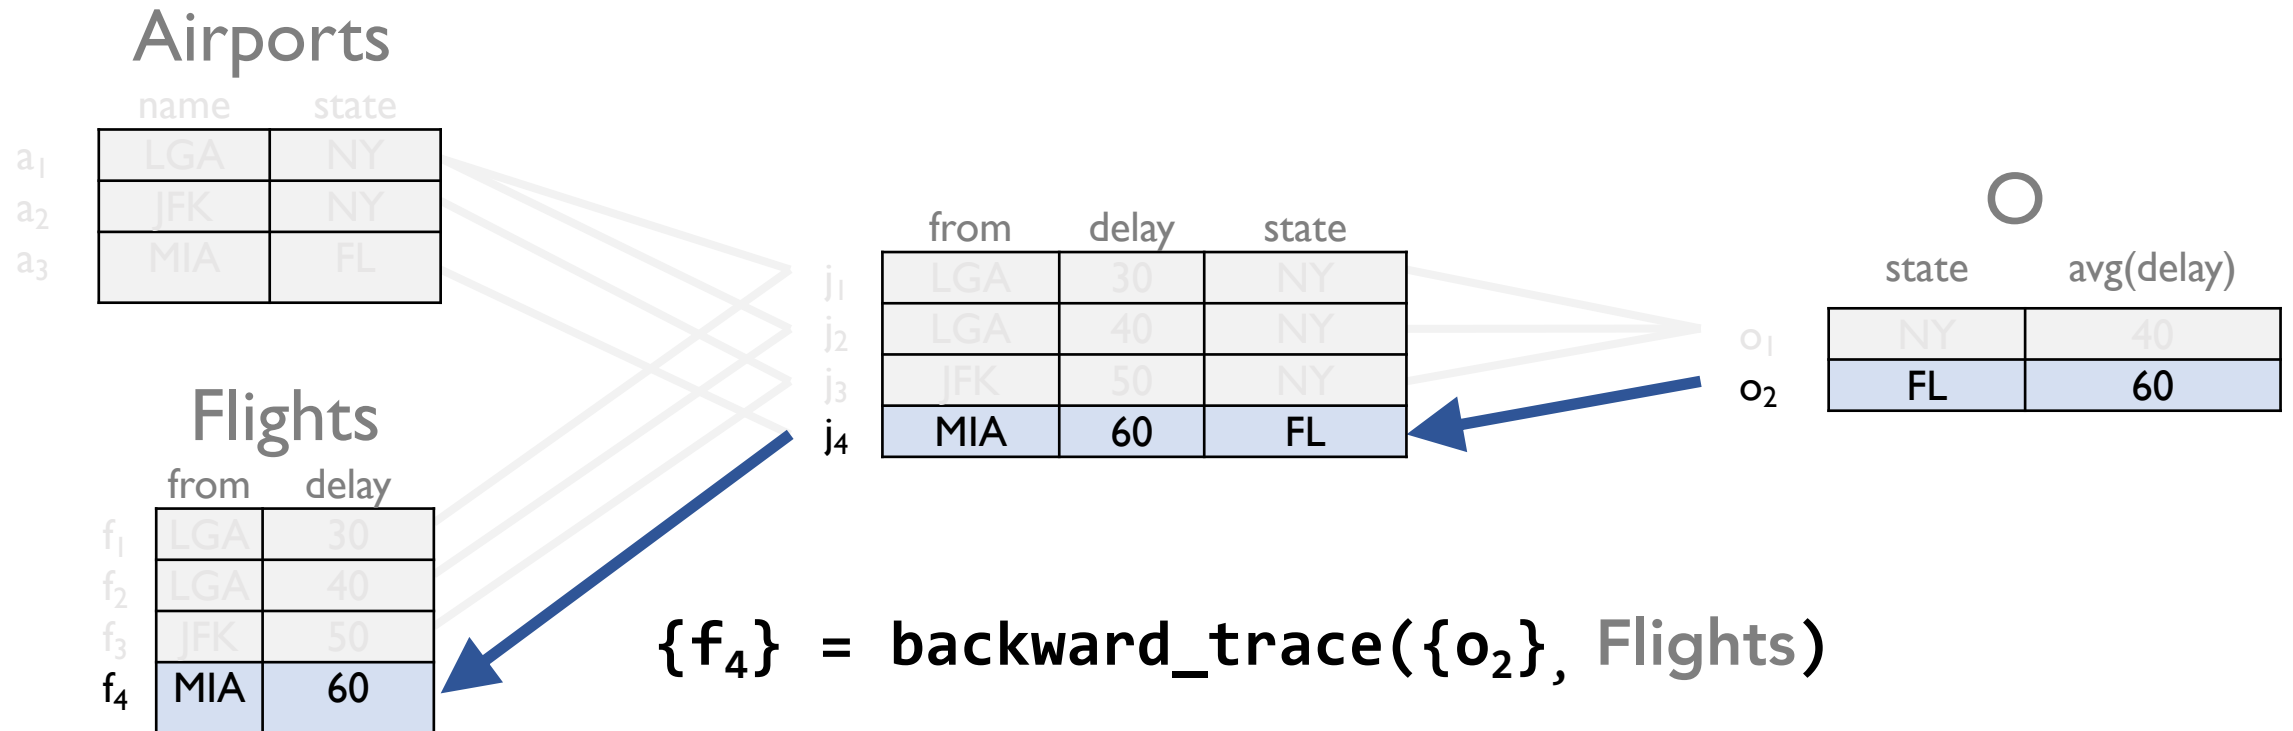 Airports
name state
a1 LGA NY
a2 JFK NY
a3 MIA FL
Flights
from delay
f1 LGA 30
f2 LGA 40
f3 JFK 50
f4 MIA 60
from delay state
j1 LGA 30 NY
j2 LGA 40 NY
j3 JFK 50 NY
j4 MIA 60 FL
O
state avg(delay)
o1 NY 40
o2 FL 60
{f4} = backward_trace({o2}, Flights)